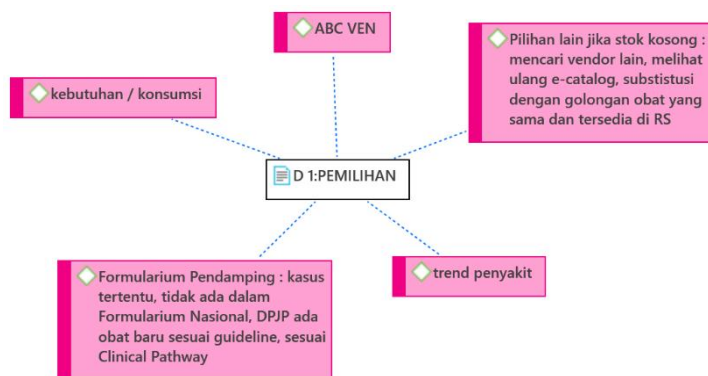 ABC VEN
Pilihan lain jika stok kosong :
mencari vendor lain, melihat
ulang e-catalog, substistusi
dengan golongan obat yang
sama dan tersedia di RS
kebutuhan / konsumsi
D 1:PEMILIHAN
Formularium Pendamping : kasus
tertentu, tidak ada dalam
Formularium Nasional, DPJP ada
obat baru sesuai guideline, sesuai
Clinical Pathway
trend penyakit